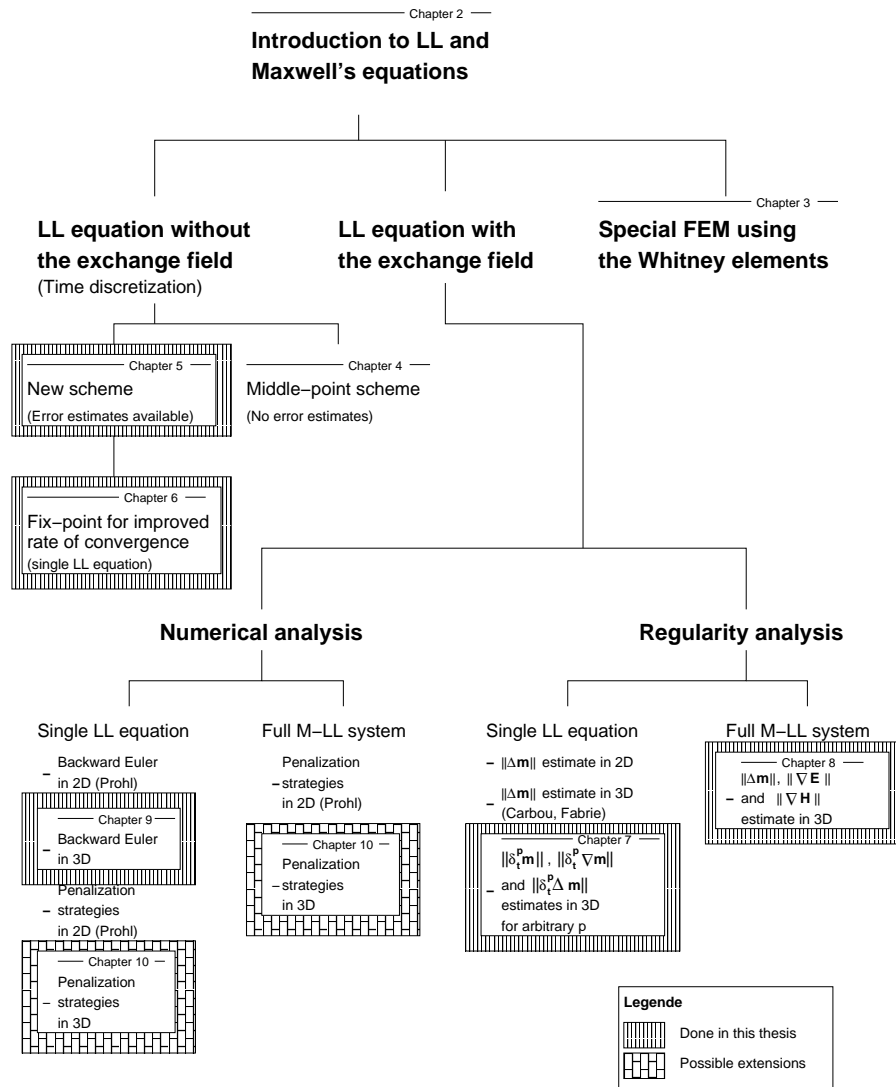 Chapter 2
Introduction to LL and
Maxwell's equations
LL equation without
the exchange field
(Time discretization)
LL equation with
the exchange field
Chapter 3
Special FEM using
the Whitney elements
Chapter 5
New scheme
(Error estimates available)
Chapter 4
Middle−point scheme
(No error estimates)
Chapter 6
Fix−point for improved
rate of convergence
(single LL equation)
Numerical analysis
Regularity analysis
Single LL equation
− Backward Euler
in 2D (Prohl)
Chapter 9
− Backward Euler
in 3D
Penalization
− strategies
in 2D (Prohl)
Chapter 10
Penalization
− strategies
in 3D
Full M−LL system
Penalization
− strategies
in 2D (Prohl)
Chapter 10
Penalization
− strategies
in 3D
Single LL equation
− ||Δm|| estimate in 2D
− ||Δm|| estimate in 3D
(Carbou, Fabrie)
Chapter 7
||δₜᵖm|| , ||δₜᵖ ∇m||
− and ||δₜᵖΔ m||
estimates in 3D
for arbitrary p
Full M−LL system
Chapter 8
||Δm||, || ∇E ||
− and || ∇H ||
estimate in 3D
Legende
Done in this thesis
Possible extensions